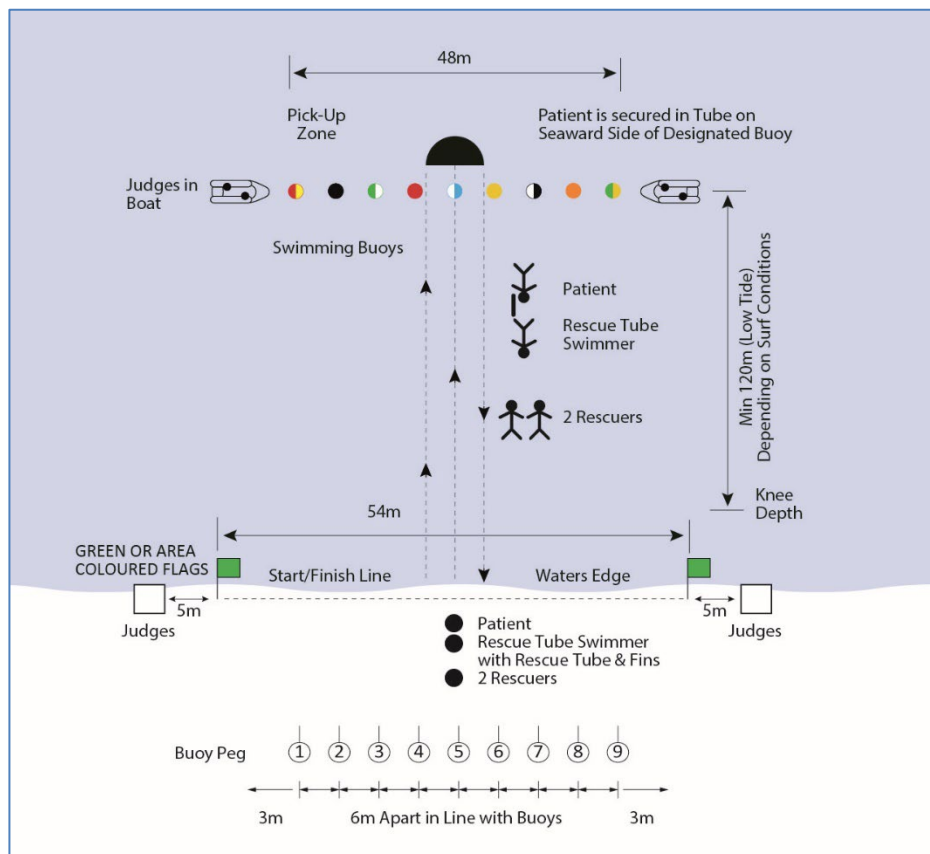 48m
Pick-Up
Zone
Patient is secured in Tube on
Seaward Side of Designated Buoy
Judges in
Boat
Swimming Buoys
Patient
Rescue Tube
Swimmer
2 Rescuers
Min 120m (Low Tide)
Depending on Surf Conditions
Knee
Depth
54m
GREEN OR AREA
COLOURED FLAGS
Start/Finish Line
Waters Edge
5m
5m
Judges
Judges
Patient
Rescue Tube Swimmer
with Rescue Tube & Fins
2 Rescuers
Buoy Peg
1 2 3 4 5 6 7 8 9
3m
6m Apart in Line with Buoys
3m